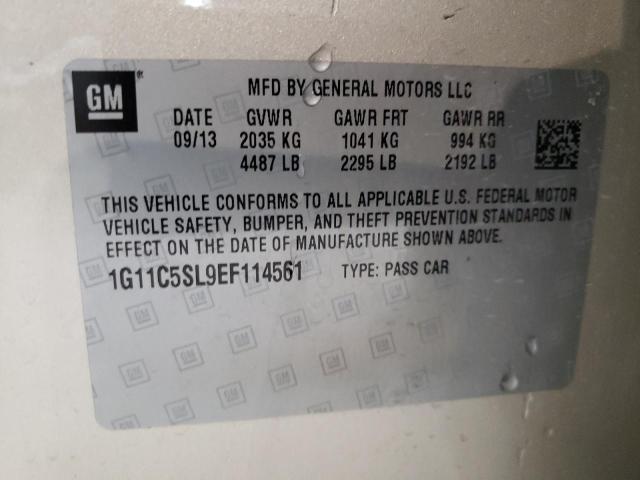 GM
MFD BY GENERAL MOTORS LLC
DATE GVWR GAWR FRT GAWR RR
09/13 2035 KG 1041 KG 994 KG
4487 LB 2295 LB 2192 LB
THIS VEHICLE CONFORMS TO ALL APPLICABLE U.S. FEDERAL MOTOR
VEHICLE SAFETY, BUMPER, AND THEFT PREVENTION STANDARDS IN
EFFECT ON THE DATE OF MANUFACTURE SHOWN ABOVE.
1G11C5SL9EF114561 TYPE: PASS CAR